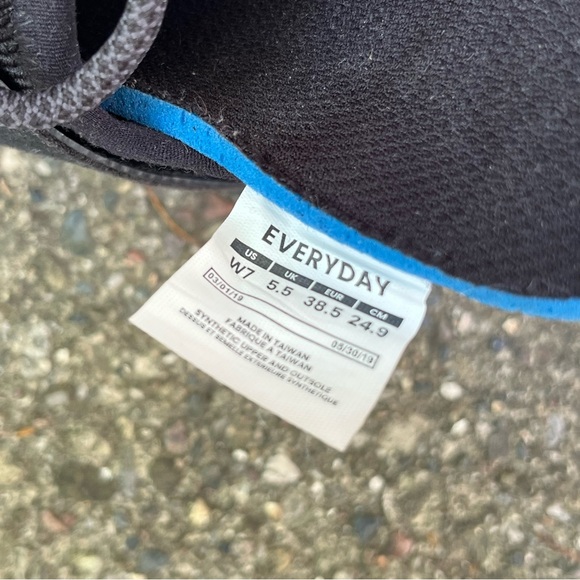 EVERYDAY
US UK EUR CM
W7 5.5 38.5 24.9
03/01/19 05/30/19
MADE IN TAIWAN
FABRIQUÉ A TAIWAN
SYNTHETIC UPPER AND OUTSOLE
DESSUS ET SEMELLE EXTÉRIEURE SYNTHÉTIQUE